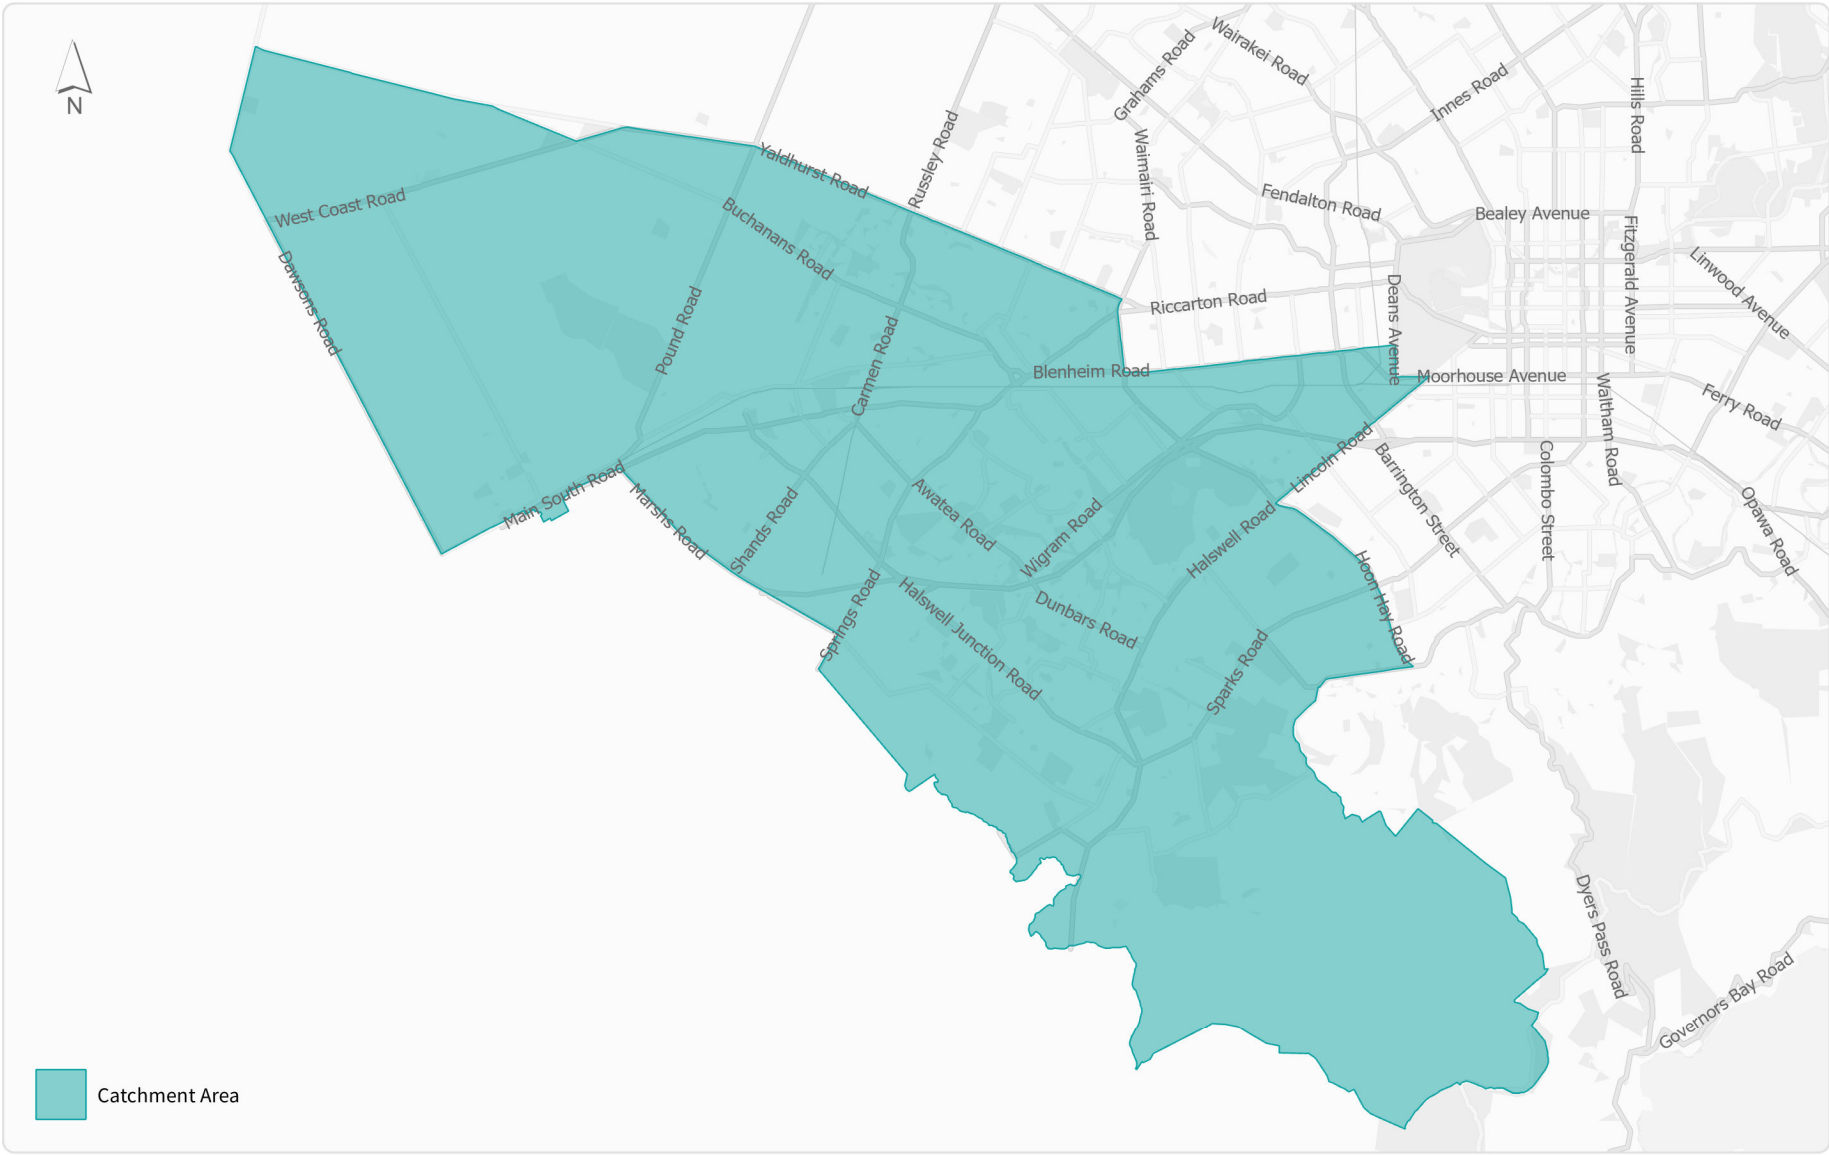 N
Wairakei Road
Grahams Road
Innes Road
Hills Road
Russley Road
Yaldhurst Road
Waimairi Road
West Coast Road
Buchanans Road
Fendalton Road
Bealey Avenue
Fitzgerald Avenue
Linwood Avenue
Dawsons Road
Pound Road
Riccarton Road
Deans Avenue
Carmen Road
Blenheim Road
Moorhouse Avenue
Waltham Road
Ferry Road
Lincoln Road
Barrington Street
Colombo Street
Opawa Road
Main South Road
Marshs Road
Shands Road
Awatea Road
Wigram Road
Halswell Road
Hoon Hay Road
Springs Road
Halswell Junction Road
Dunbars Road
Sparks Road
Dyers Pass Road
Governors Bay Road
Catchment Area